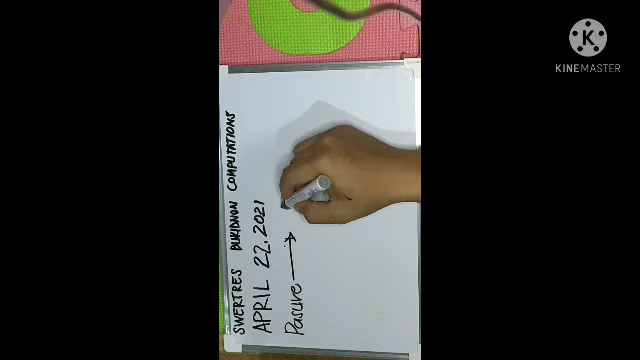 SWERTRES BUKIDNON COMPUTATIONS
APRIL 22, 2021
Pasure →
KINEMASTER